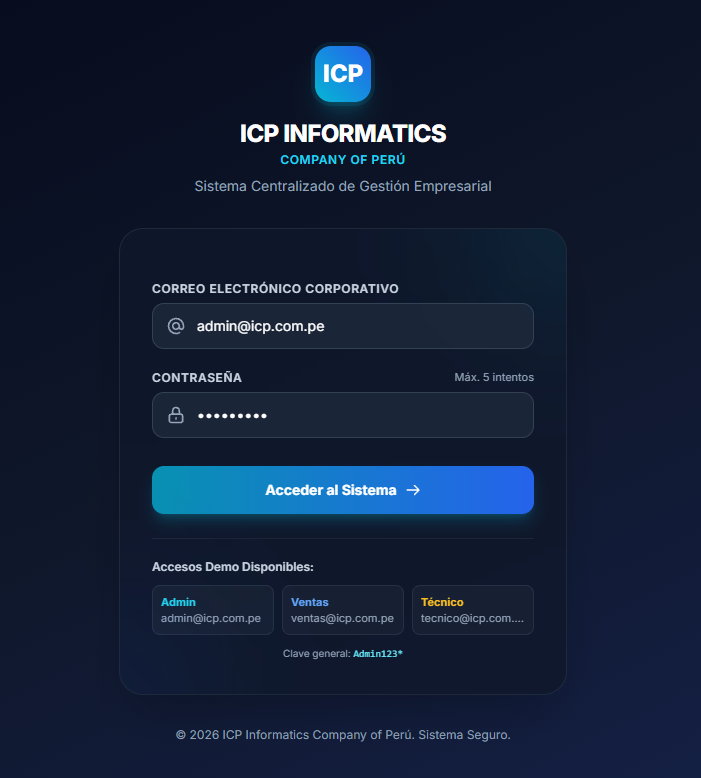 ICP
ICP INFORMATICS
COMPANY OF PERÚ
Sistema Centralizado de Gestión Empresarial
CORREO ELECTRÓNICO CORPORATIVO
admin@icp.com.pe
CONTRASEÑA
Máx. 5 intentos
•••••••••
Acceder al Sistema →
Accesos Demo Disponibles:
Admin
admin@icp.com.pe
Ventas
ventas@icp.com.pe
Técnico
tecnico@icp.com....
Clave general: Admin123*
© 2026 ICP Informatics Company of Perú. Sistema Seguro.